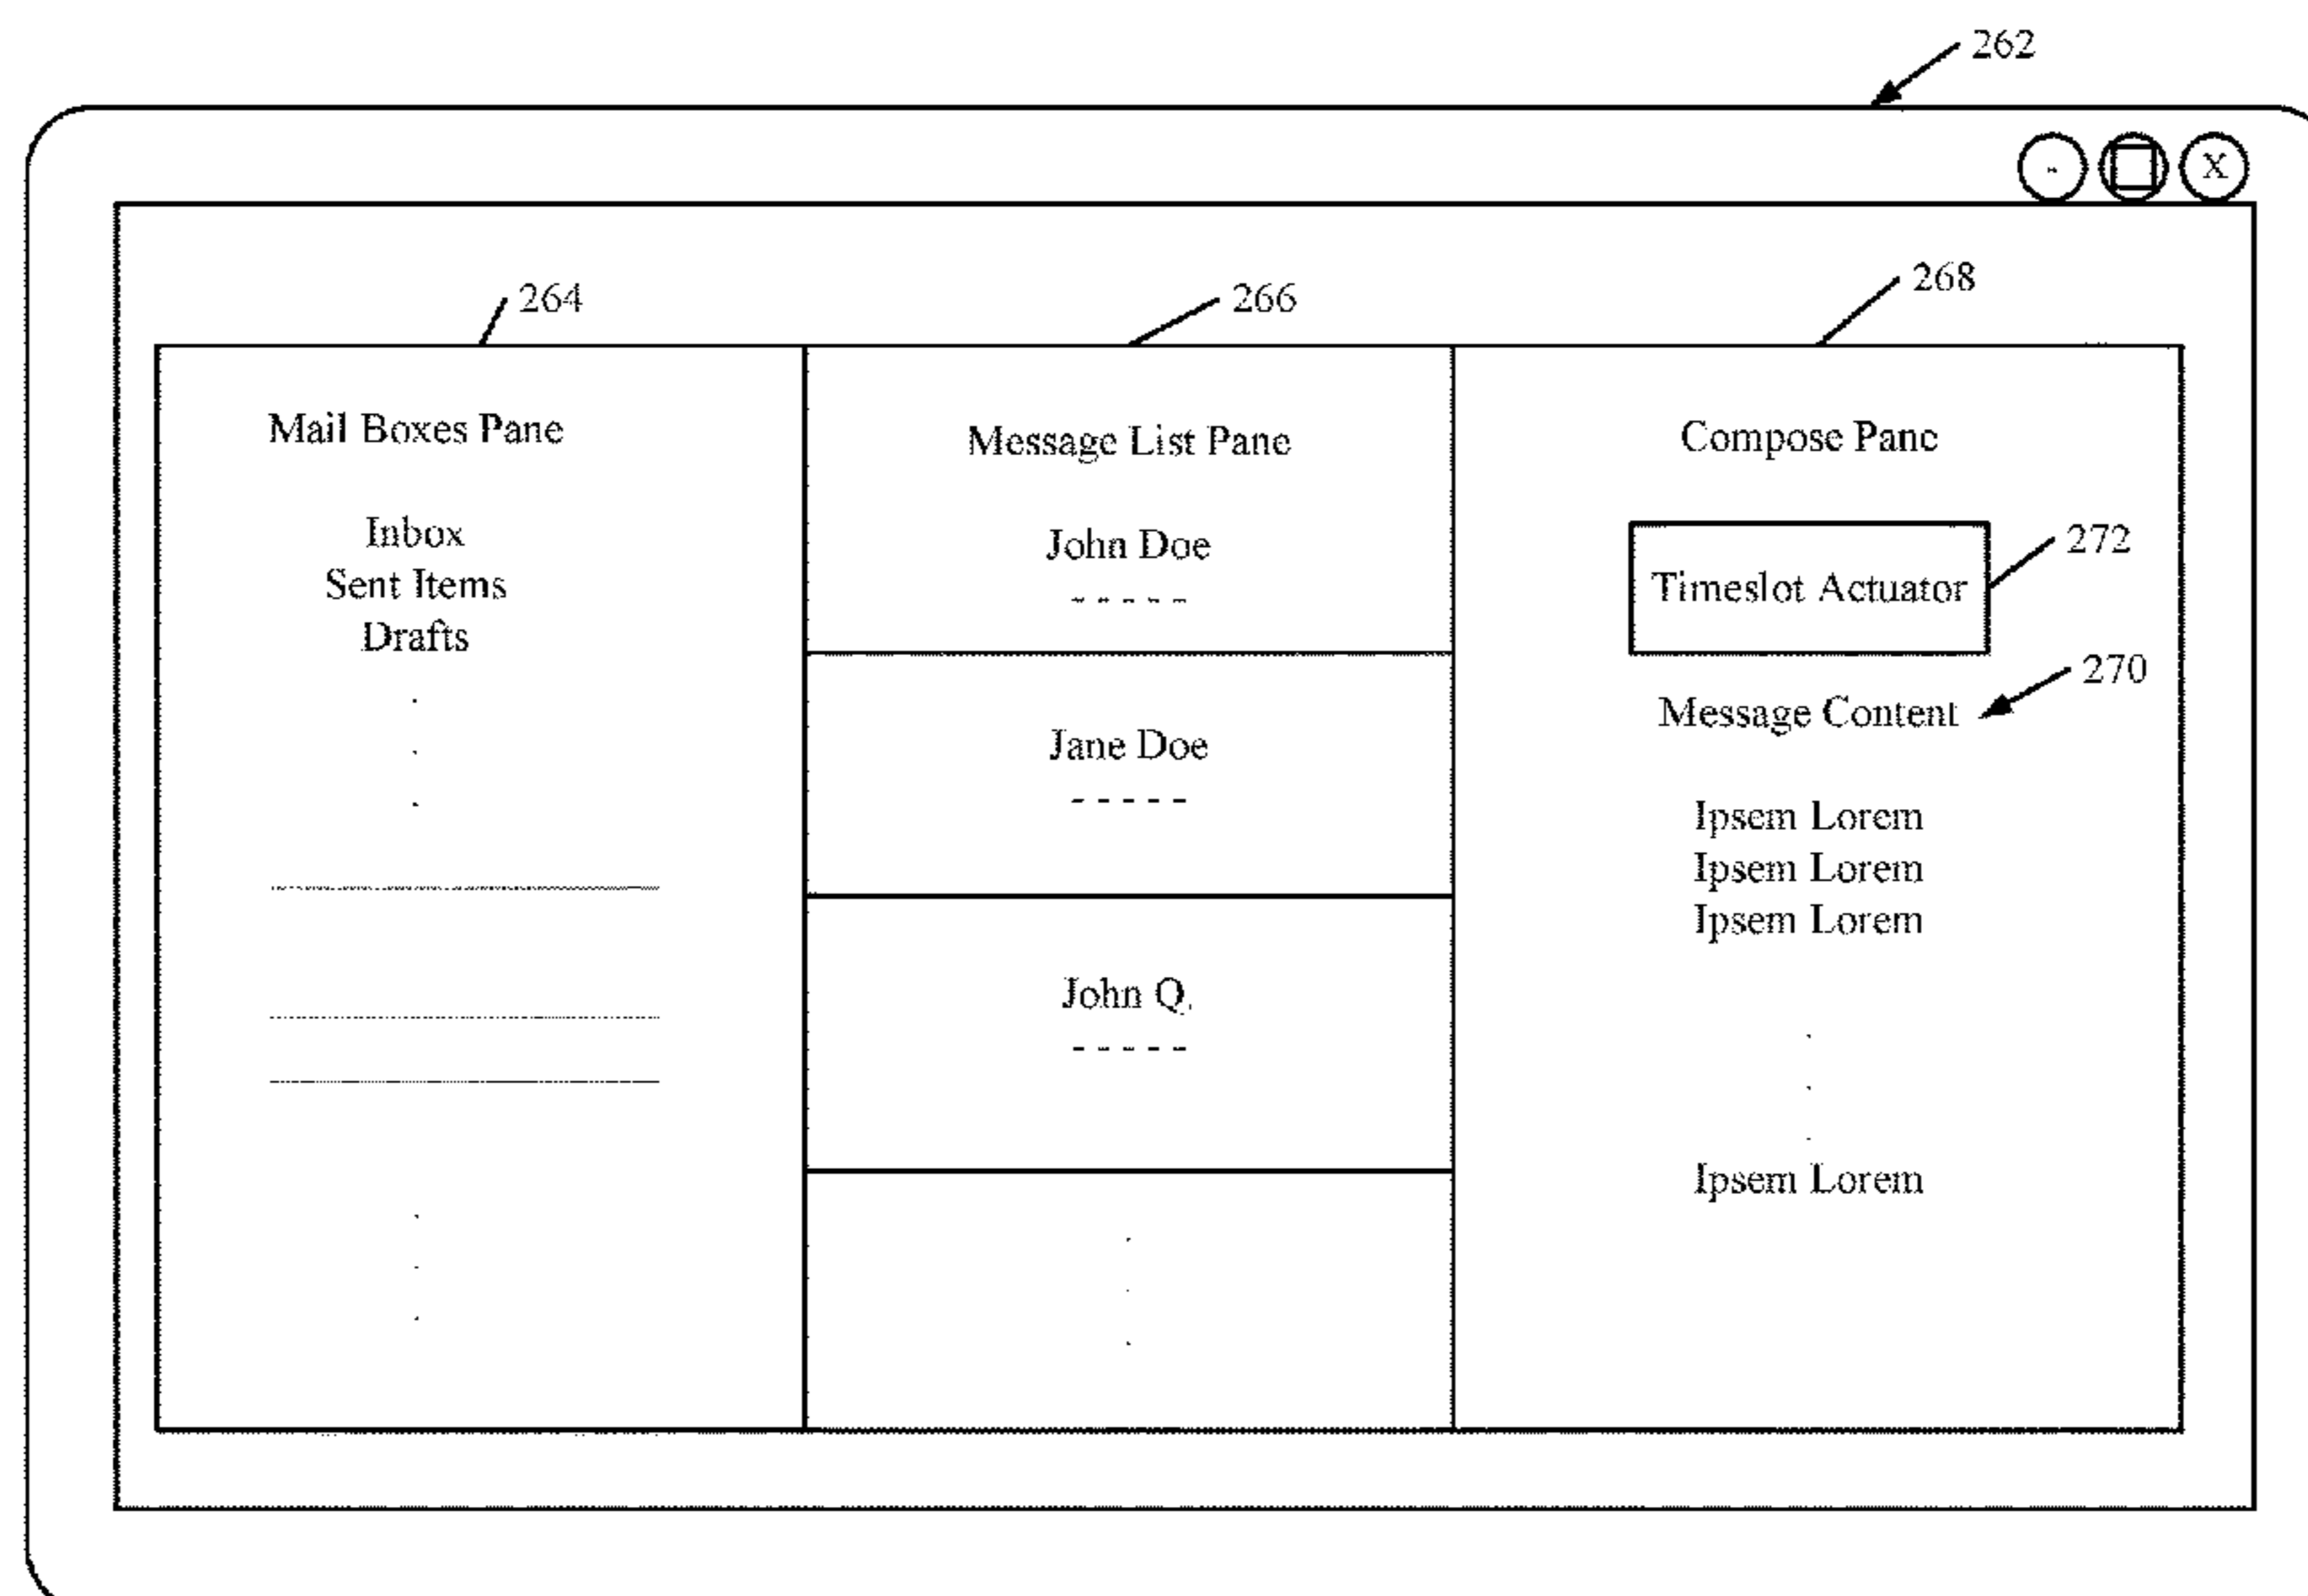 262
X
264
266
268
Mail Boxes Pane
Inbox
Sent Items
Drafts
Message List Pane
John Doe
Jane Doe
John Q.
Compose Pane
Timeslot Actuator
272
270
Message Content
Ipsem Lorem
Ipsem Lorem
Ipsem Lorem
Ipsem Lorem